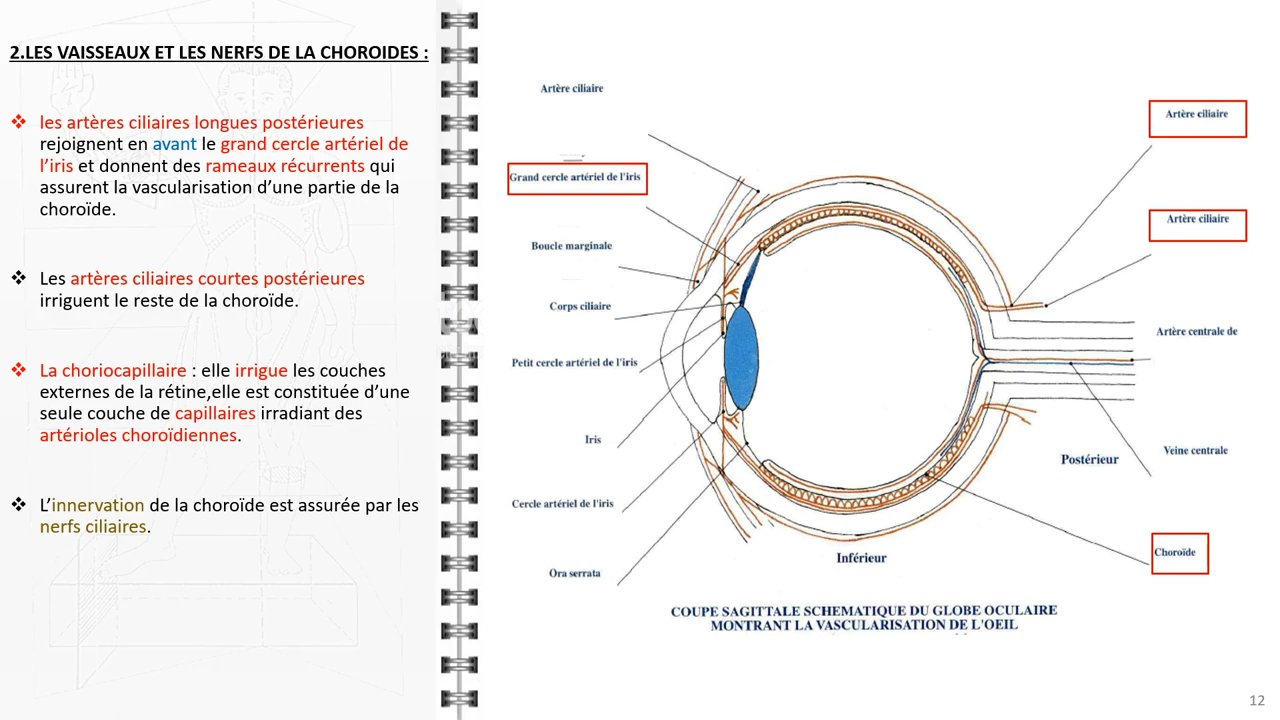 2.LES VAISSEAUX ET LES NERFS DE LA CHOROIDES :
❖ les artères ciliaires longues postérieures
rejoignent en avant le grand cercle artériel de
l’iris et donnent des rameaux récurrents qui
assurent la vascularisation d’une partie de la
choroïde.
❖ Les artères ciliaires courtes postérieures
irriguent le reste de la choroïde.
❖ La choriocapillaire : elle irrigue les couches
externes de la rétine,elle est constituée d’une
seule couche de capillaires irradiant des
artérioles choroïdiennes.
❖ L’innervation de la choroïde est assurée par les
nerfs ciliaires.
Artère ciliaire
Grand cercle artériel de l'iris
Boucle marginale
Corps ciliaire
Petit cercle artériel de l'iris
Iris
Cercle artériel de l'iris
Ora serrata
Artère ciliaire
Artère ciliaire
Artère centrale de
Veine centrale
Postérieur
Choroïde
Inférieur
COUPE SAGITTALE SCHEMATIQUE DU GLOBE OCULAIRE
MONTRANT LA VASCULARISATION DE L'OEIL
12